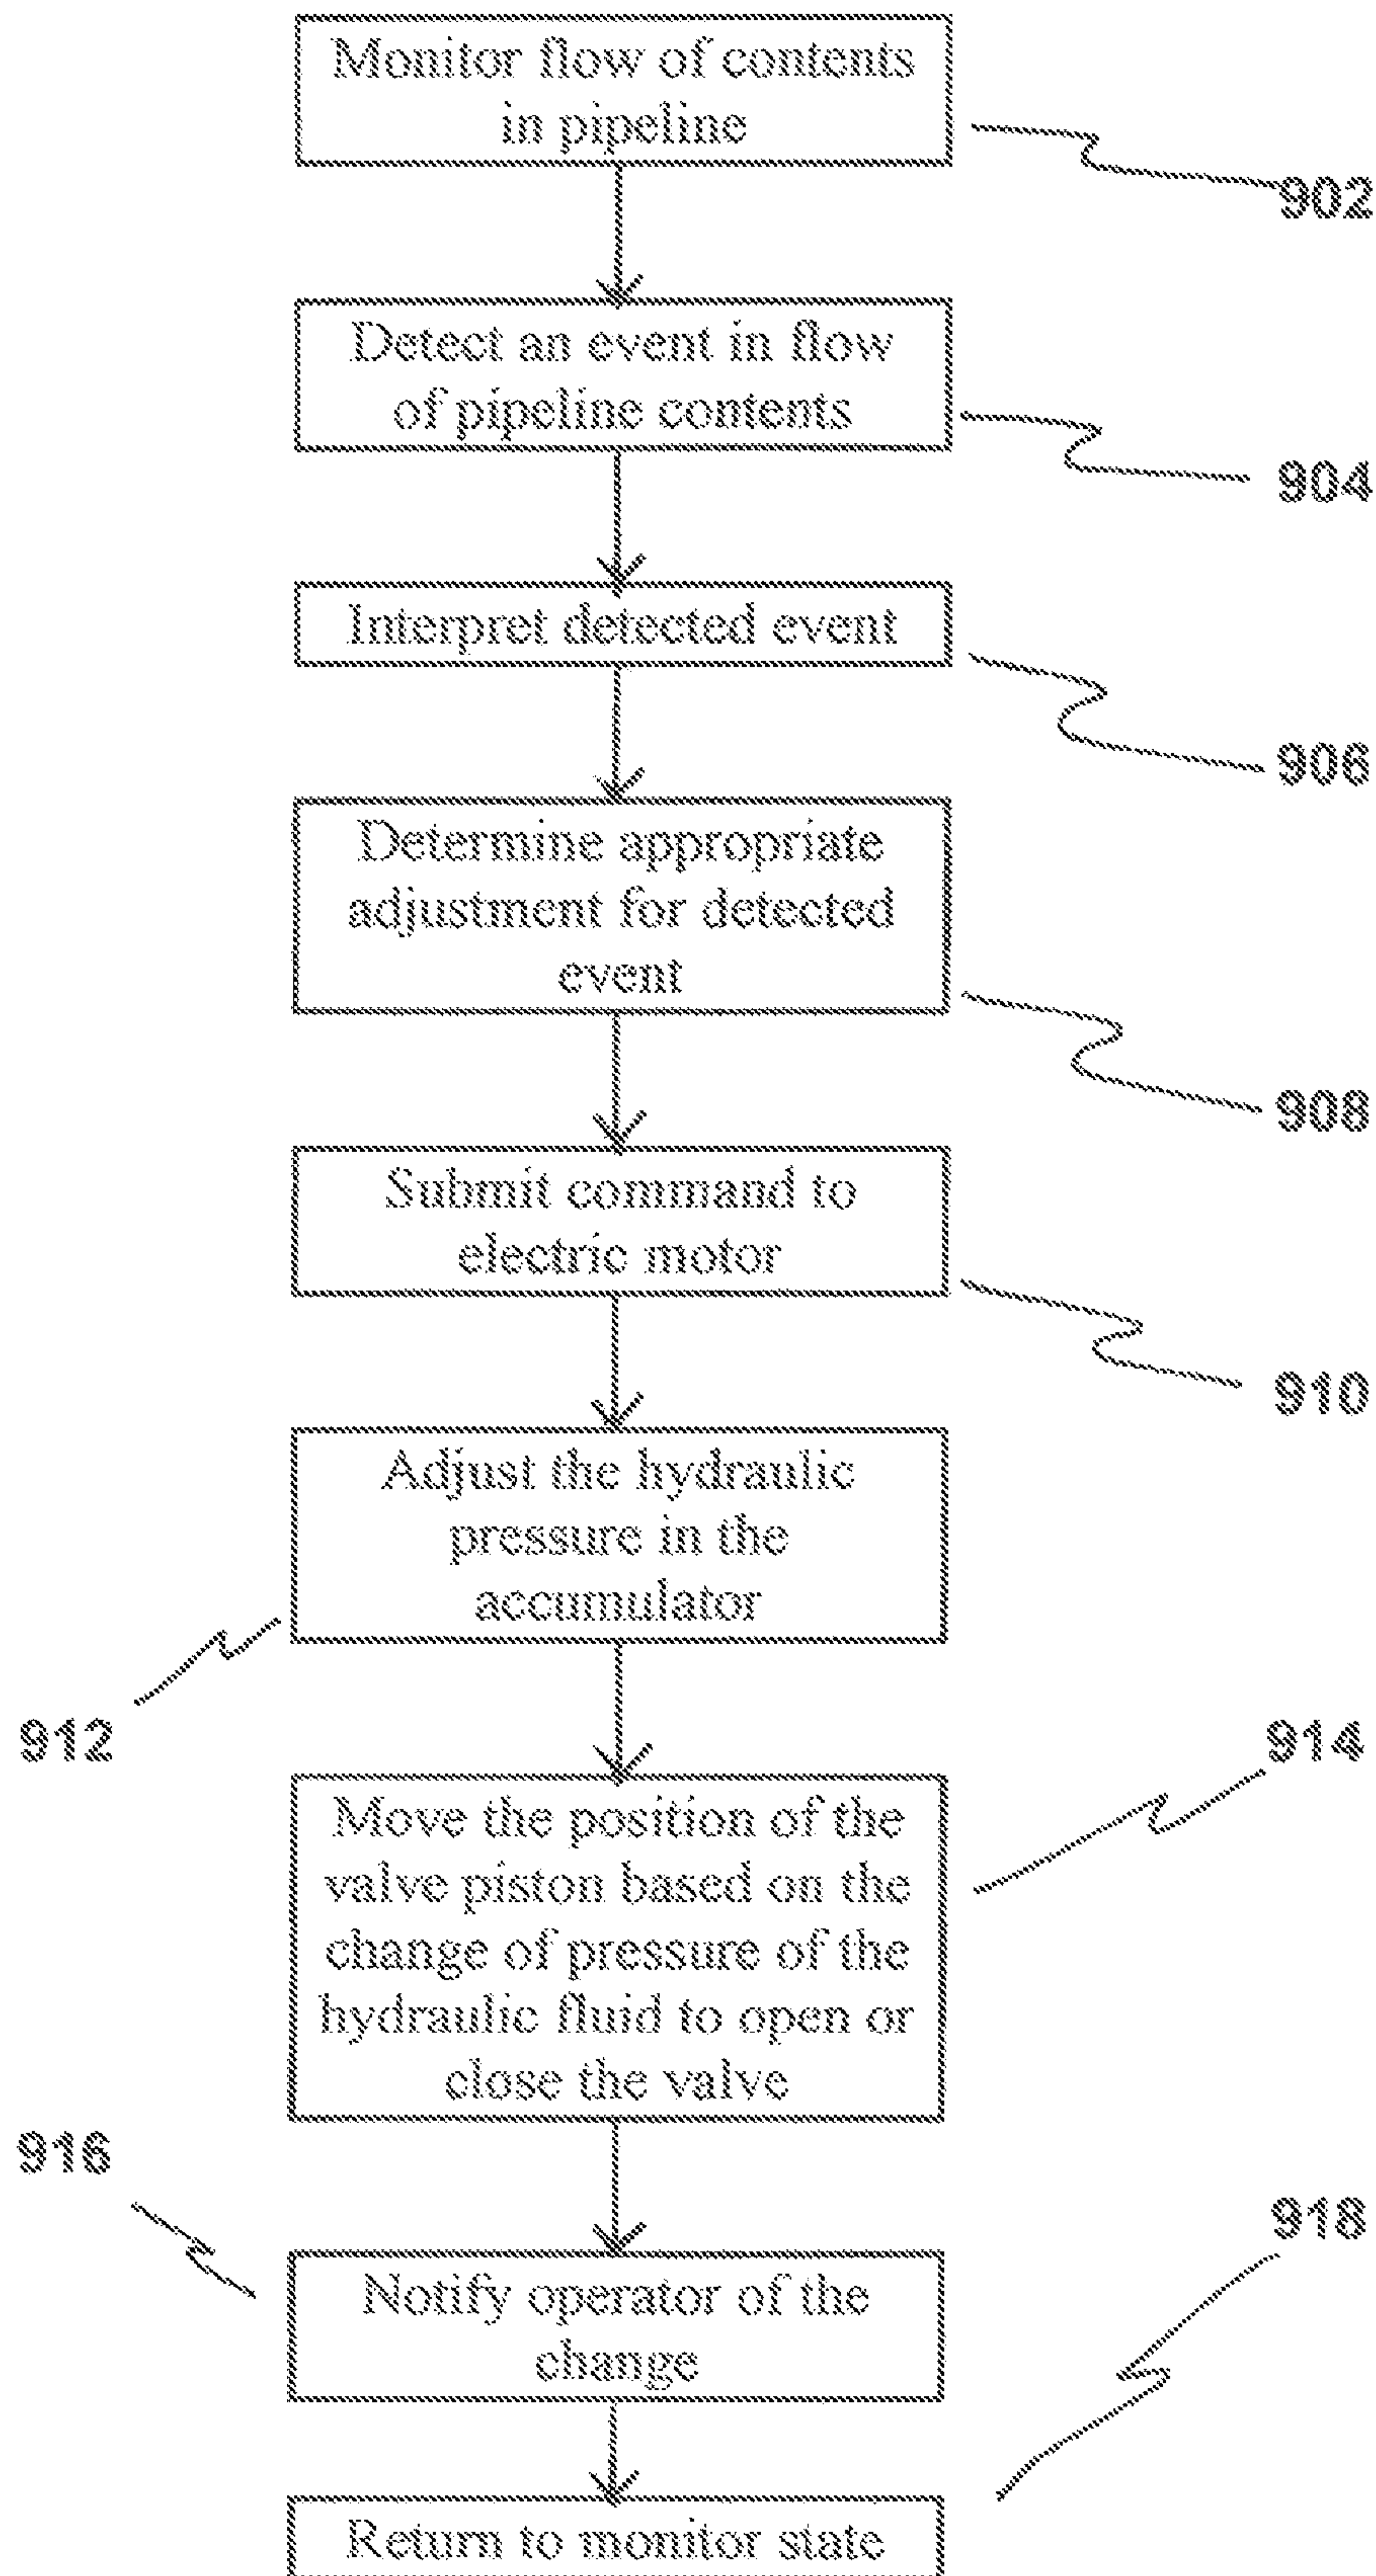 Monitor flow of contents
in pipeline
902
Detect an event in flow
of pipeline contents
904
Interpret detected event
906
Determine appropriate
adjustment for detected
event
908
Submit command to
electric motor
910
Adjust the hydraulic
pressure in the
accumulator
912
914
Move the position of the
valve piston based on the
change of pressure of the
hydraulic fluid to open or
close the valve
916
Notify operator of the
change
918
Return to monitor state